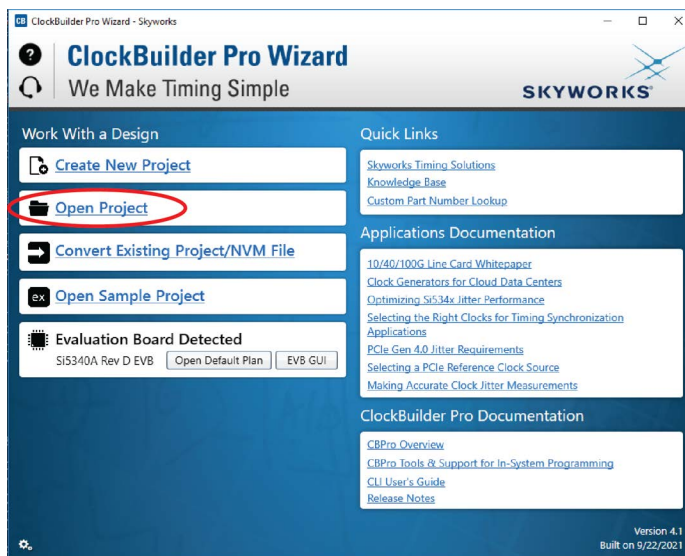 CB ClockBuilder Pro Wizard - Skyworks
ClockBuilder Pro Wizard
We Make Timing Simple
SKYWORKS
Work With a Design
Create New Project
Open Project
Convert Existing Project/NVM File
ex Open Sample Project
Evaluation Board Detected
Si5340A Rev D EVB Open Default Plan EVB GUI
Quick Links
Skyworks Timing Solutions
Knowledge Base
Custom Part Number Lookup
Applications Documentation
10/40/100G Line Card Whitepaper
Clock Generators for Cloud Data Centers
Optimizing Si534x Jitter Performance
Selecting the Right Clocks for Timing Synchronization
Applications
PCIe Gen 4.0 Jitter Requirements
Selecting a PCIe Reference Clock Source
Making Accurate Clock Jitter Measurements
ClockBuilder Pro Documentation
CBPro Overview
CBPro Tools & Support for In-System Programming
CLI User's Guide
Release Notes
Version 4.1
Built on 9/22/2021